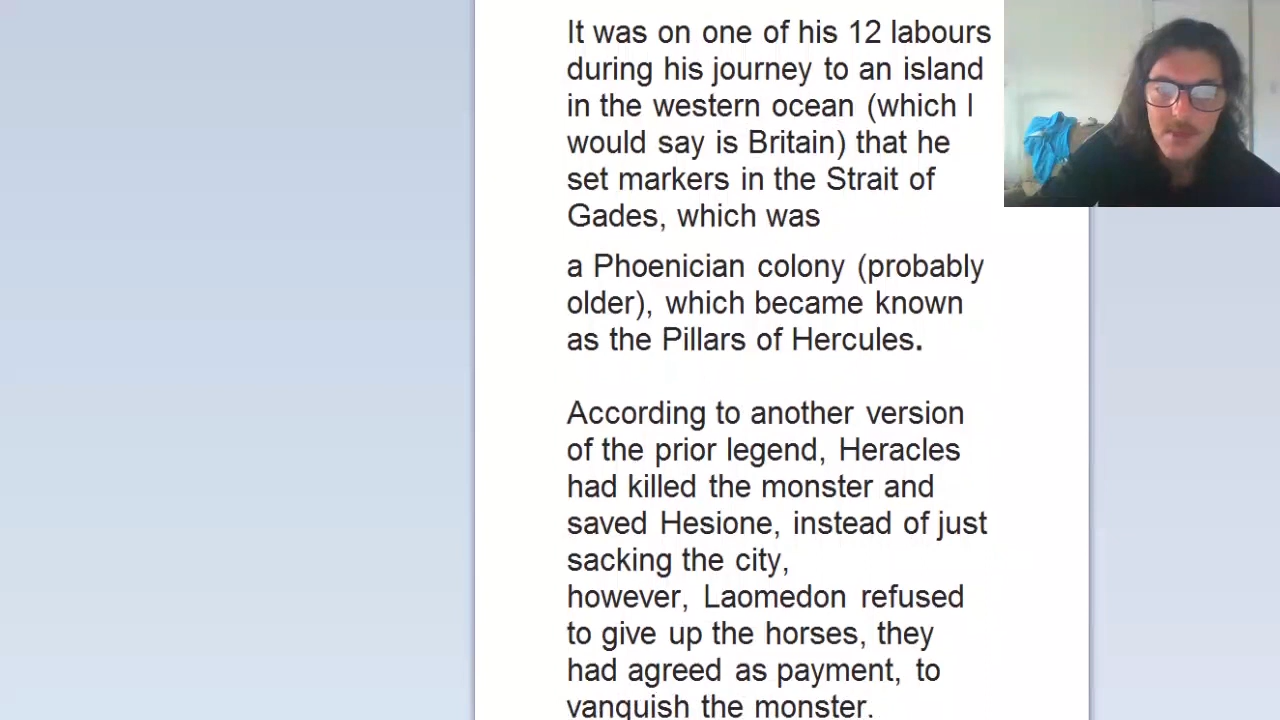 It was on one of his 12 labours
during his journey to an island
in the western ocean (which I
would say is Britain) that he
set markers in the Strait of
Gades, which was
a Phoenician colony (probably
older), which became known
as the Pillars of Hercules.
According to another version
of the prior legend, Heracles
had killed the monster and
saved Hesione, instead of just
sacking the city,
however, Laomedon refused
to give up the horses, they
had agreed as payment, to
vanquish the monster.